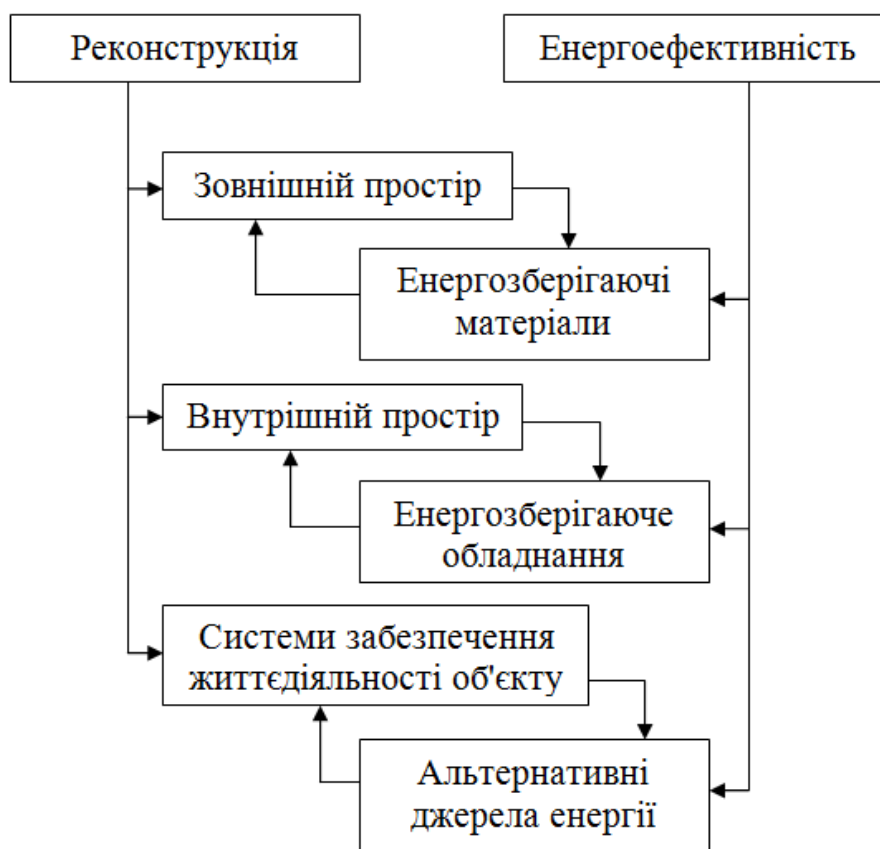 Реконструкція
Енергоефективність
Зовнішній простір
Енергозберігаючі
матеріали
Внутрішній простір
Енергозберігаюче
обладнання
Системи забезпечення
життєдіяльності об'єкту
Альтернативні
джерела енергії